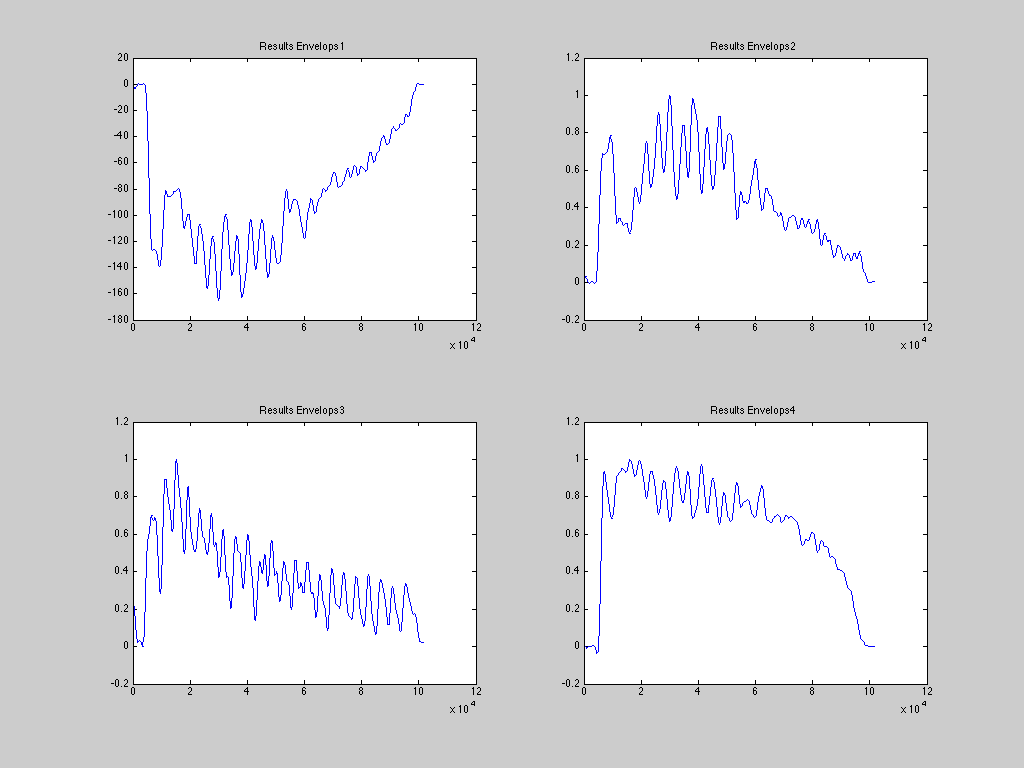 Results Envelops1
20
0
-20
-40
-60
-80
-100
-120
-140
-160
-180
0 2 4 6 8 10 12
x 10^4
Results Envelops2
1.2
1
0.8
0.6
0.4
0.2
0
-0.2
0 2 4 6 8 10 12
x 10^4
Results Envelops3
1.2
1
0.8
0.6
0.4
0.2
0
-0.2
0 2 4 6 8 10 12
x 10^4
Results Envelops4
1.2
1
0.8
0.6
0.4
0.2
0
-0.2
0 2 4 6 8 10 12
x 10^4